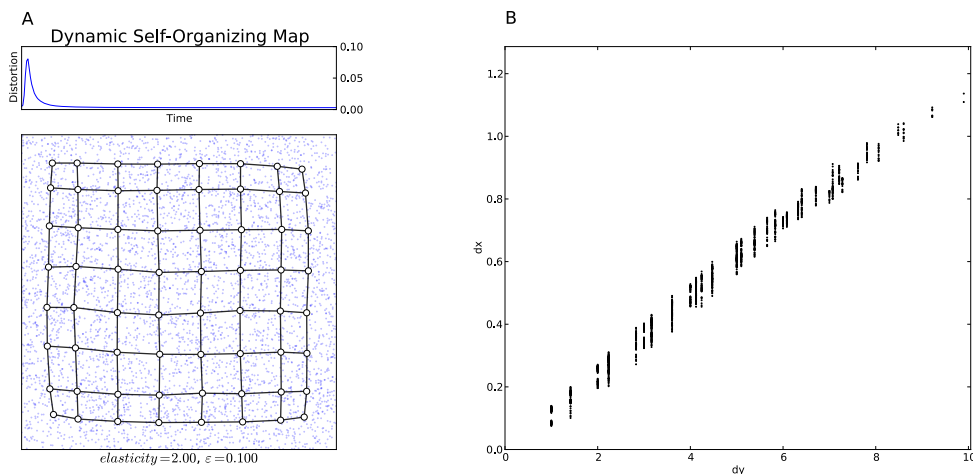 A
Dynamic Self-Organizing Map
Distortion
0.10
0.05
0.00
Time
elasticity=2.00, ε=0.100
B
dx
1.2
1.0
0.8
0.6
0.4
0.2
0.0
0 2 4 6 8 10
dy